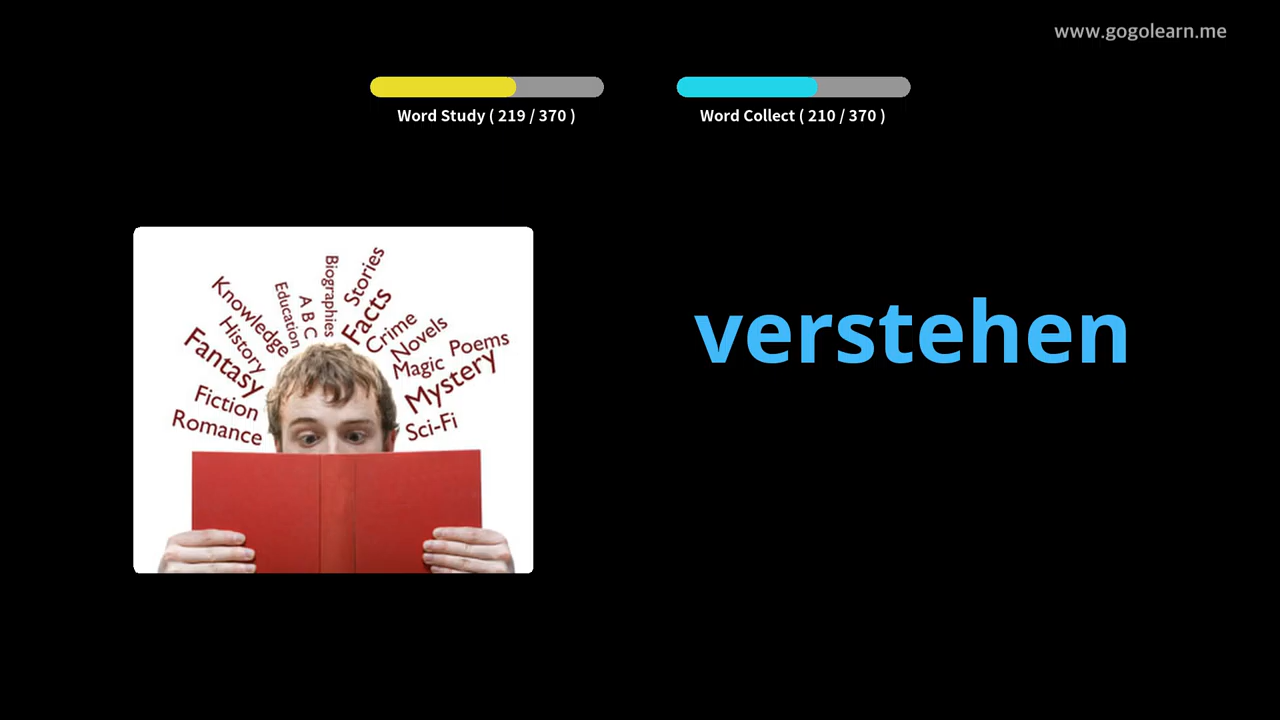 www.gogolearn.me
Word Study ( 219 / 370 )
Word Collect ( 210 / 370 )
Biographies
Stories
Knowledge
Education
A B C
Facts
Crime
History
Novels
Poems
Fantasy
Magic
Mystery
Fiction
Romance
Sci-Fi
verstehen